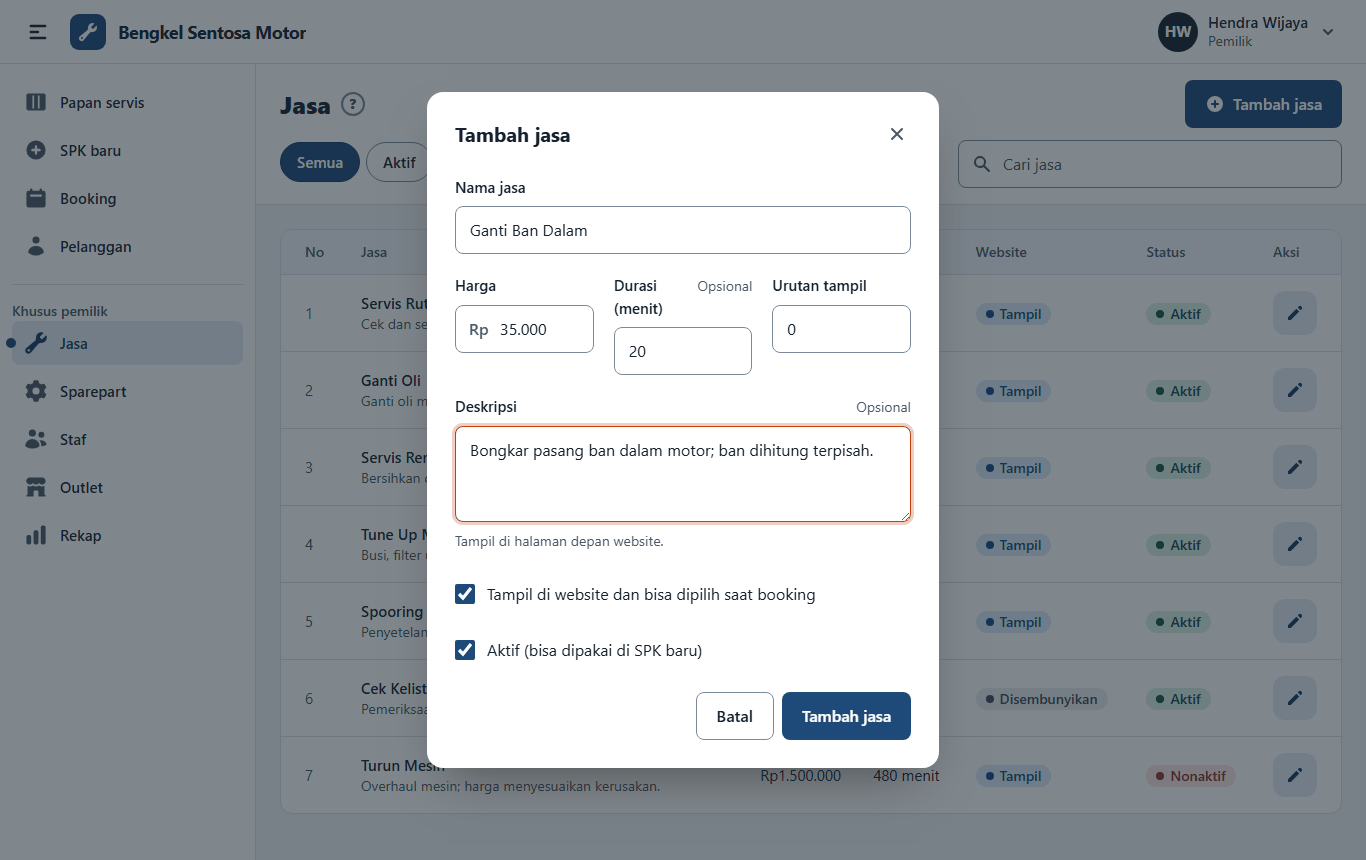 Bengkel Sentosa Motor
HW
Hendra Wijaya
Pemilik
Papan servis
SPK baru
Booking
Pelanggan
Khusus pemilik
Jasa
Sparepart
Staf
Outlet
Rekap
Jasa ?
Tambah jasa
Semua
Aktif
Cari jasa
No Jasa Website Status Aksi
1 Servis Rut Tampil Aktif
Cek dan se
2 Ganti Oli Tampil Aktif
Ganti oli m
3 Servis Rer Tampil Aktif
Bersihkan
4 Tune Up M Tampil Aktif
Busi, filter
5 Spooring Tampil Aktif
Penyetelan
6 Cek Kelist Disembunyikan Aktif
Pemeriksaa
7 Turun Mesin Rp1.500.000 480 menit Tampil Nonaktif
Overhaul mesin; harga menyesuaikan kerusakan.
Tambah jasa
Nama jasa
Ganti Ban Dalam
Harga
Rp 35.000
Durasi (menit) Opsional
20
Urutan tampil
0
Deskripsi Opsional
Bongkar pasang ban dalam motor; ban dihitung terpisah.
Tampil di halaman depan website.
Tampil di website dan bisa dipilih saat booking
Aktif (bisa dipakai di SPK baru)
Batal
Tambah jasa